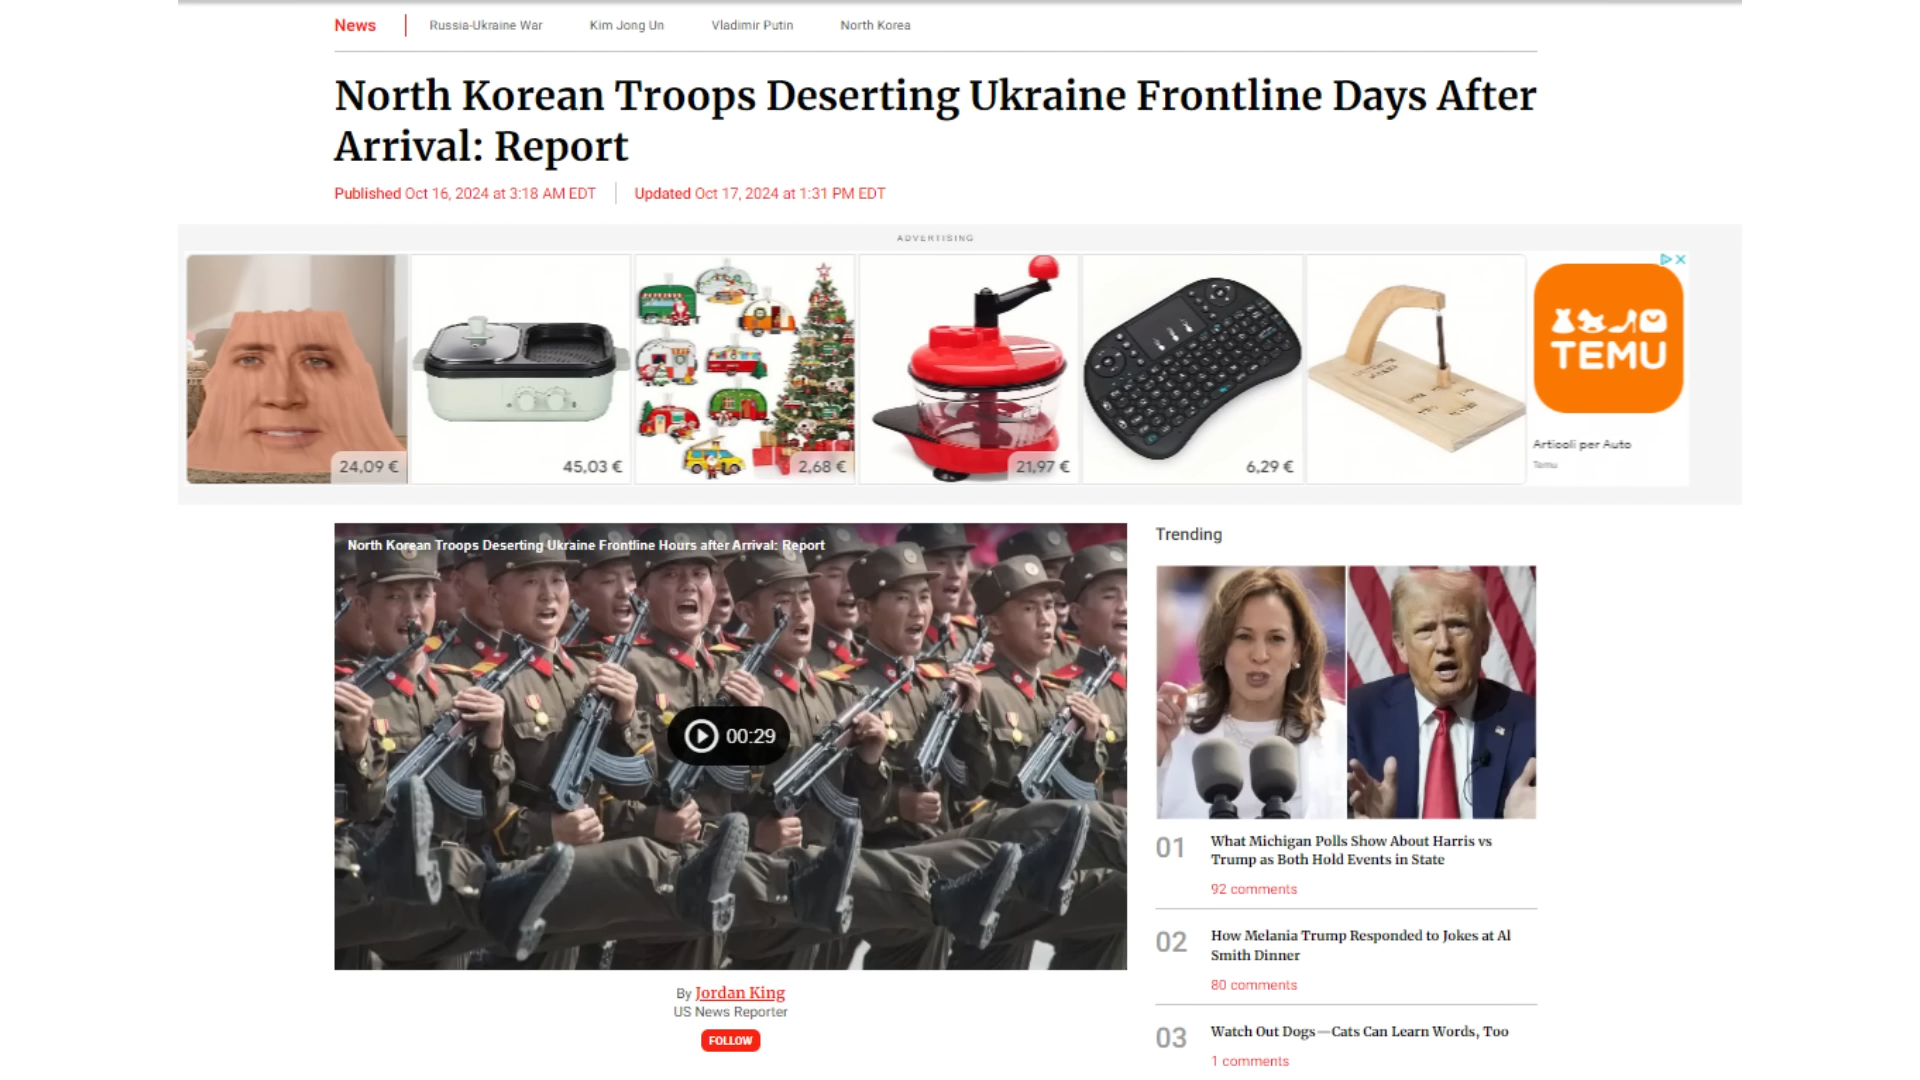 News
Russia-Ukraine War
Kim Jong Un
Vladimir Putin
North Korea
North Korean Troops Deserting Ukraine Frontline Days After
Arrival: Report
Published Oct 16, 2024 at 3:18 AM EDT
Updated Oct 17, 2024 at 1:31 PM EDT
ADVERTISING
24,09 €
45,03 €
2,68 €
21,97 €
6,29 €
TEMU
Articoli per Auto
Temu
North Korean Troops Deserting Ukraine Frontline Hours after Arrival: Report
00:29
By Jordan King
US News Reporter
FOLLOW
Trending
01
What Michigan Polls Show About Harris vs
Trump as Both Hold Events in State
92 comments
02
How Melania Trump Responded to Jokes at Al
Smith Dinner
80 comments
03
Watch Out Dogs—Cats Can Learn Words, Too
1 comments